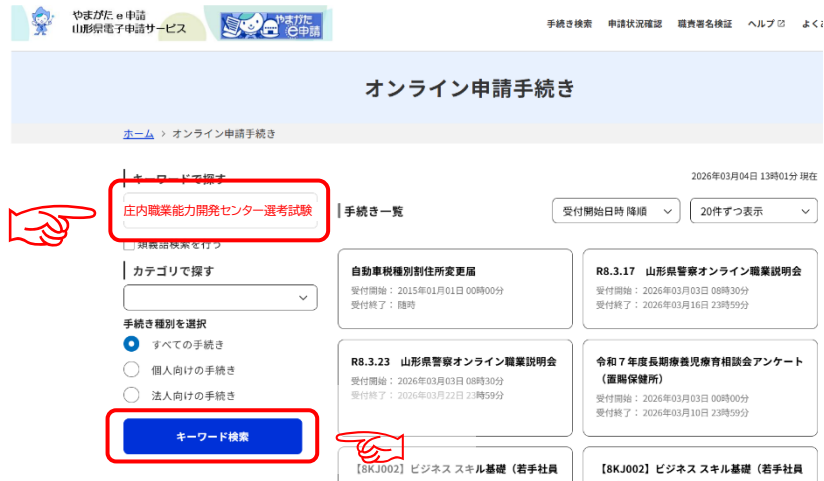 やまがた e 申請
山形県電子申請サービス
やまがた
e申請
手続き検索 申請状況確認 職責署名検証 ヘルプ よくあ
オンライン申請手続き
ホーム > オンライン申請手続き
2026年03月04日 13時01分 現在
キーワードで探す
庄内職業能力開発センター選考試験
類義語検索を行う
カテゴリで探す
手続き種別を選択
すべての手続き
個人向けの手続き
法人向けの手続き
キーワード検索
手続き一覧
受付開始日時 降順
20件ずつ表示
自動車税種別割住所変更届
受付開始： 2015年01月01日 00時00分
受付終了： 随時
R8.3.17 山形県警察オンライン職業説明会
受付開始： 2026年03月03日 08時30分
受付終了： 2026年03月16日 23時59分
R8.3.23 山形県警察オンライン職業説明会
受付開始： 2026年03月03日 08時30分
受付終了： 2026年03月22日 23時59分
令和７年度長期療養児療育相談会アンケート
（置賜保健所）
受付開始： 2026年03月03日 00時00分
受付終了： 2026年03月10日 23時59分
【8KJ002】ビジネス スキル基礎（若手社員
【8KJ002】ビジネス スキル基礎（若手社員